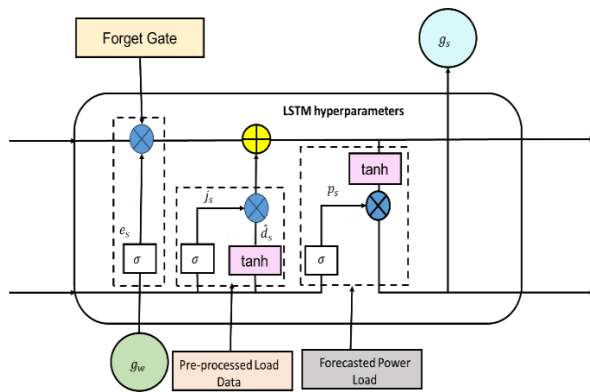 Forget Gate
g_s
LSTM hyperparameters
tanh
j_s
p_s
e_s
d̂_s
σ
σ
tanh
σ
g_w
Pre-processed Load
Data
Forecasted Power
Load